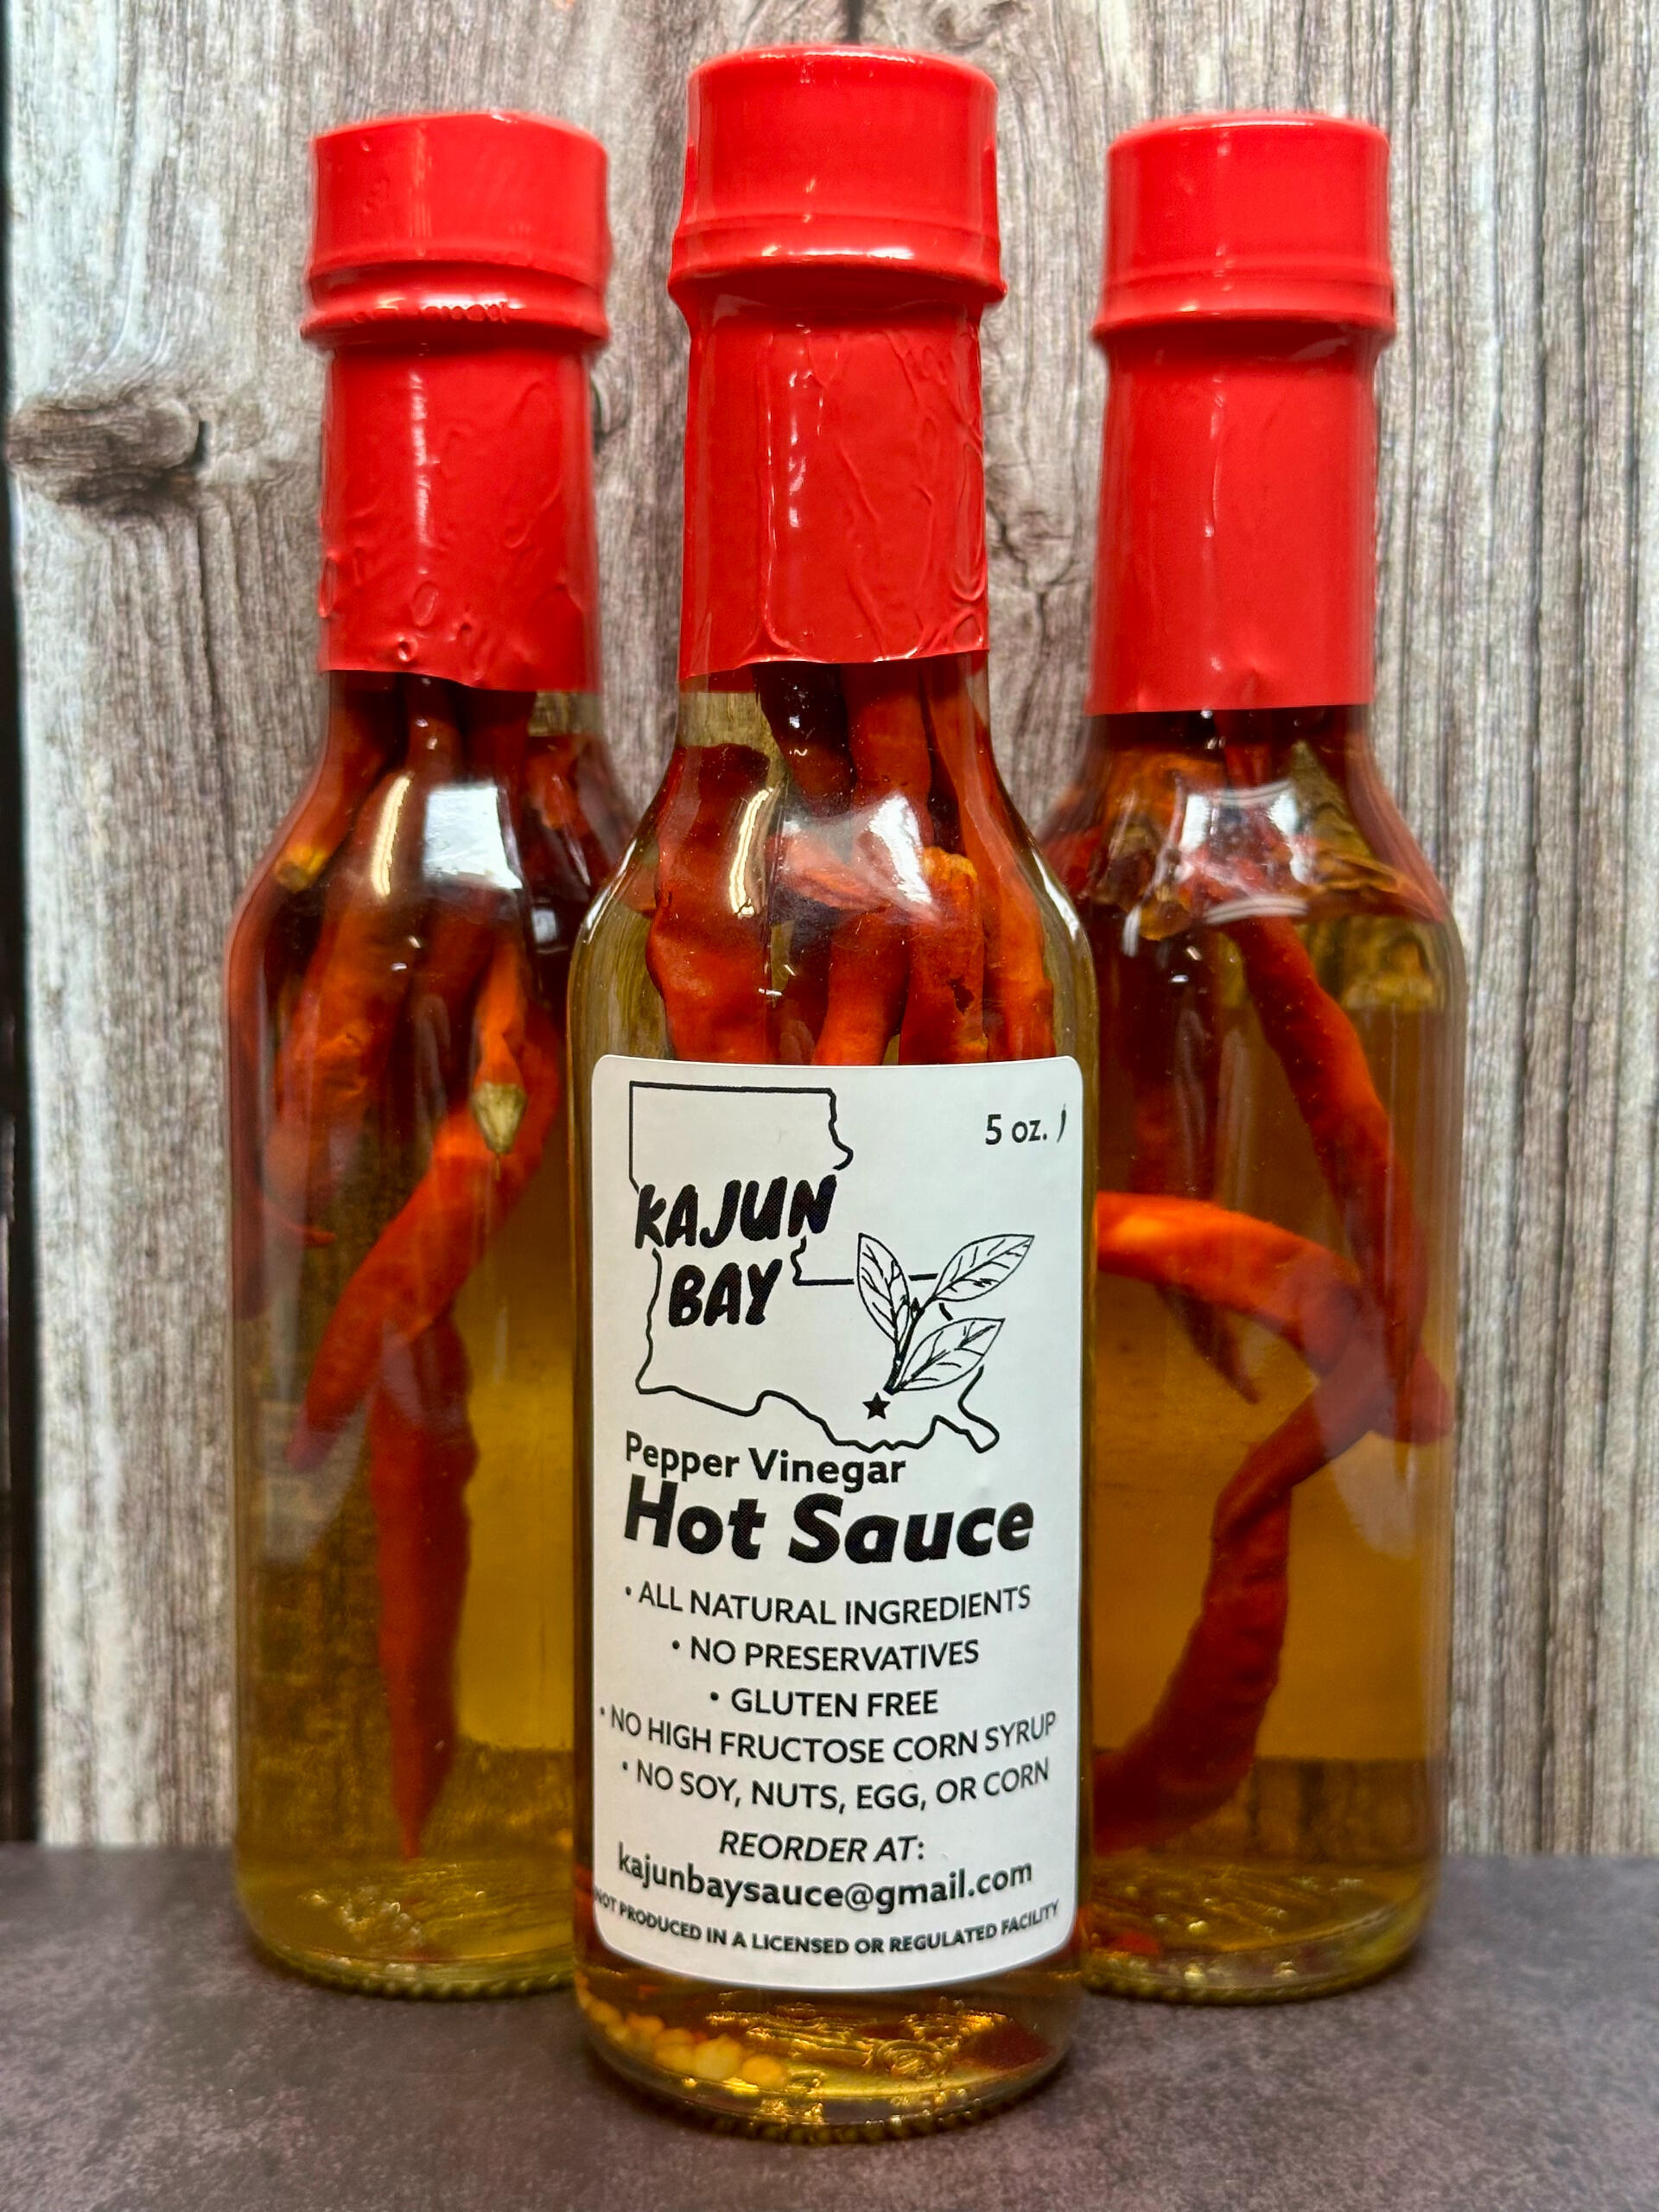 5 oz.
KAJUN
BAY
Pepper Vinegar
Hot Sauce
• ALL NATURAL INGREDIENTS
• NO PRESERVATIVES
• GLUTEN FREE
• NO HIGH FRUCTOSE CORN SYRUP
• NO SOY, NUTS, EGG, OR CORN
REORDER AT:
kajunbaysauce@gmail.com
NOT PRODUCED IN A LICENSED OR REGULATED FACILITY